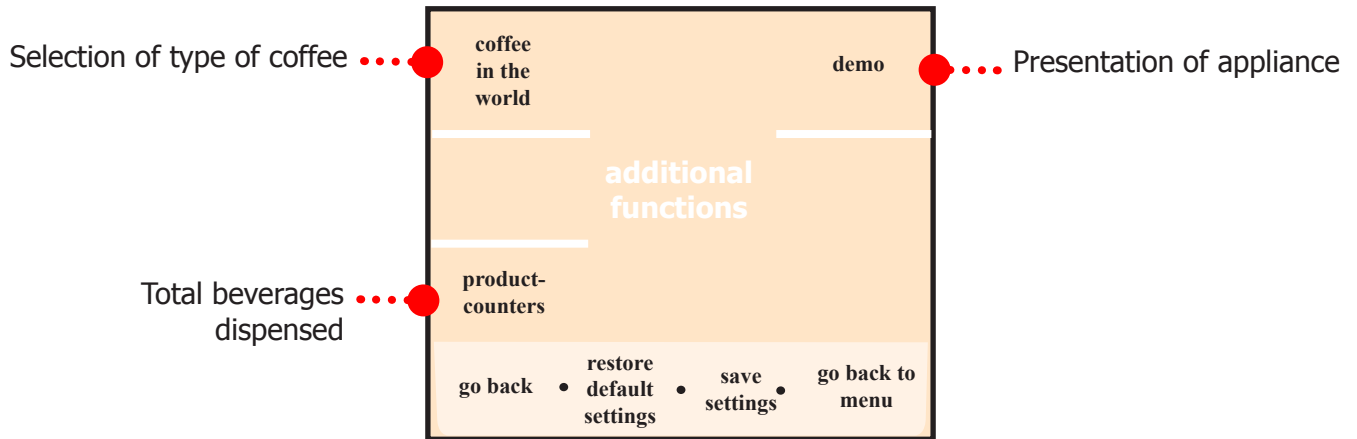 Selection of type of coffee
coffee
in the
world
demo
Presentation of appliance
additional
functions
Total beverages
dispensed
product-
counters
go back
restore
default
settings
save
settings
go back to
menu